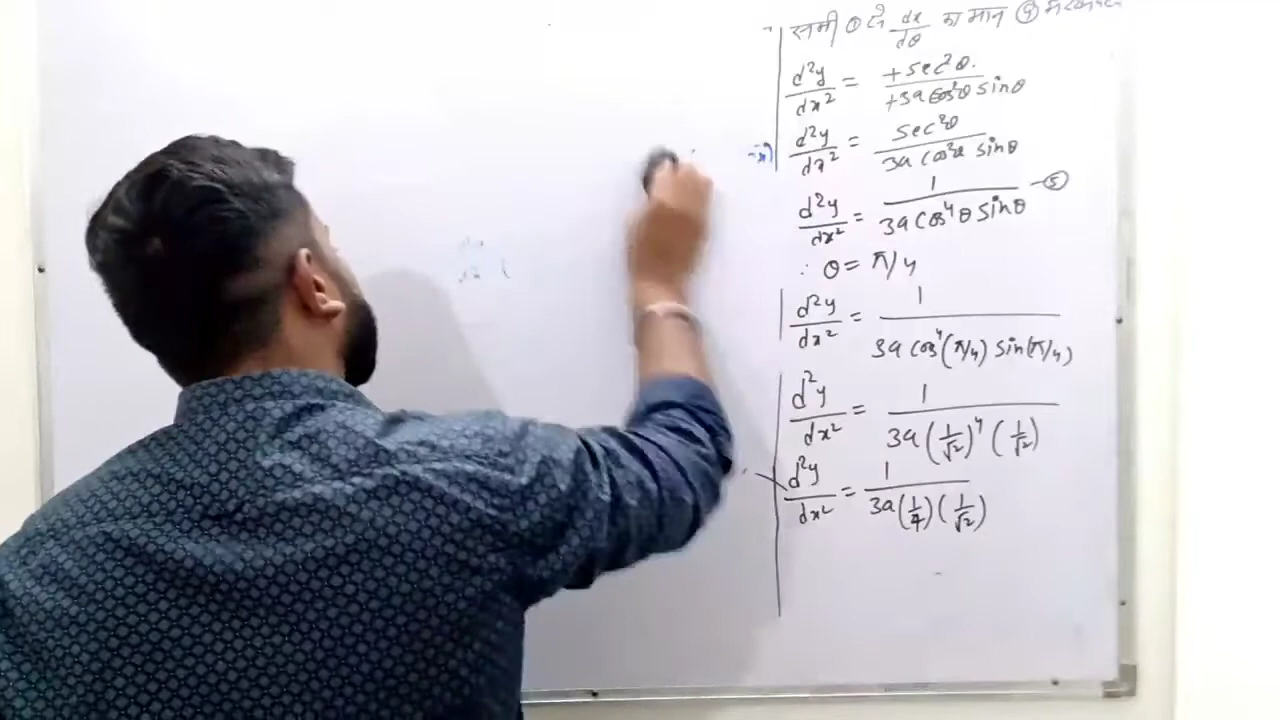 समी ① से dx/dθ का मान ④ में
d²y/dx² = +sec²θ. / +3a cos²θ sinθ
d²y/dx² = sec²θ / 3a cos²θ sinθ
d²y/dx² = 1 / 3a cos⁴θ sinθ -⑤
∴ θ = π/4
d²y/dx² = 1 / 3a cos⁴(π/4) sin(π/4)
d²y/dx² = 1 / 3a (1/√2)⁴ (1/√2)
d²y/dx² = 1 / 3a (1/4) (1/√2)